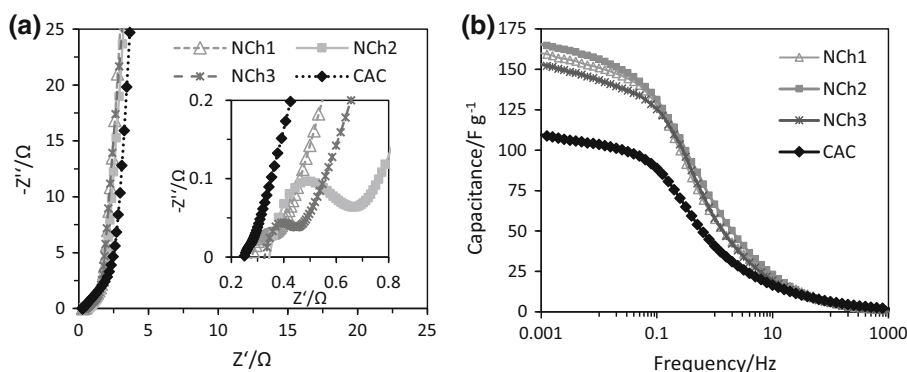 (a)
25
20
15
10
5
0
-Z''/Ω
NCh1 NCh2
NCh3 CAC
0.2
0.1
0
-Z''/Ω
0.2 0.4 0.6 0.8
Z'/Ω
0 5 10 15 20 25
Z'/Ω
(b)
175
150
125
100
75
50
25
0
Capacitance/F g⁻¹
NCh1
NCh2
NCh3
CAC
0.001 0.1 10 1000
Frequency/Hz